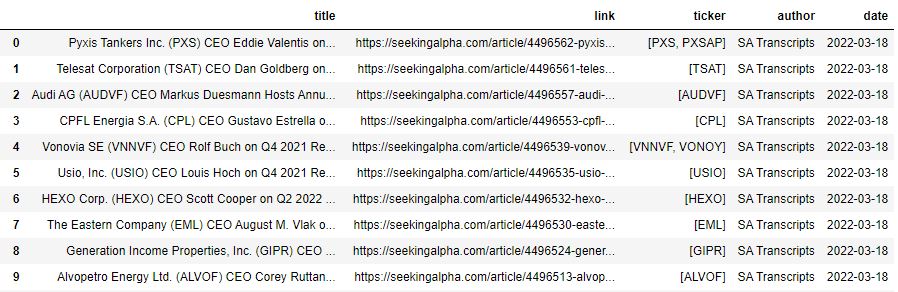 title link ticker author date
0 Pyxis Tankers Inc. (PXS) CEO Eddie Valentis on... https://seekingalpha.com/article/4496562-pyxis... [PXS, PXSAP] SA Transcripts 2022-03-18
1 Telesat Corporation (TSAT) CEO Dan Goldberg on... https://seekingalpha.com/article/4496561-teles... [TSAT] SA Transcripts 2022-03-18
2 Audi AG (AUDVF) CEO Markus Duesmann Hosts Annu... https://seekingalpha.com/article/4496557-audi-... [AUDVF] SA Transcripts 2022-03-18
3 CPFL Energia S.A. (CPL) CEO Gustavo Estrella o... https://seekingalpha.com/article/4496553-cpfl-... [CPL] SA Transcripts 2022-03-18
4 Vonovia SE (VNNVF) CEO Rolf Buch on Q4 2021 Re... https://seekingalpha.com/article/4496539-vonov... [VNNVF, VONOY] SA Transcripts 2022-03-18
5 Usio, Inc. (USIO) CEO Louis Hoch on Q4 2021 Re... https://seekingalpha.com/article/4496535-usio-... [USIO] SA Transcripts 2022-03-18
6 HEXO Corp. (HEXO) CEO Scott Cooper on Q2 2022 ... https://seekingalpha.com/article/4496532-hexo-... [HEXO] SA Transcripts 2022-03-18
7 The Eastern Company (EML) CEO August M. Vlak o... https://seekingalpha.com/article/4496530-easte... [EML] SA Transcripts 2022-03-18
8 Generation Income Properties, Inc. (GIPR) CEO ... https://seekingalpha.com/article/4496524-gener... [GIPR] SA Transcripts 2022-03-18
9 Alvopetro Energy Ltd. (ALVOF) CEO Corey Ruttan... https://seekingalpha.com/article/4496513-alvop... [ALVOF] SA Transcripts 2022-03-18